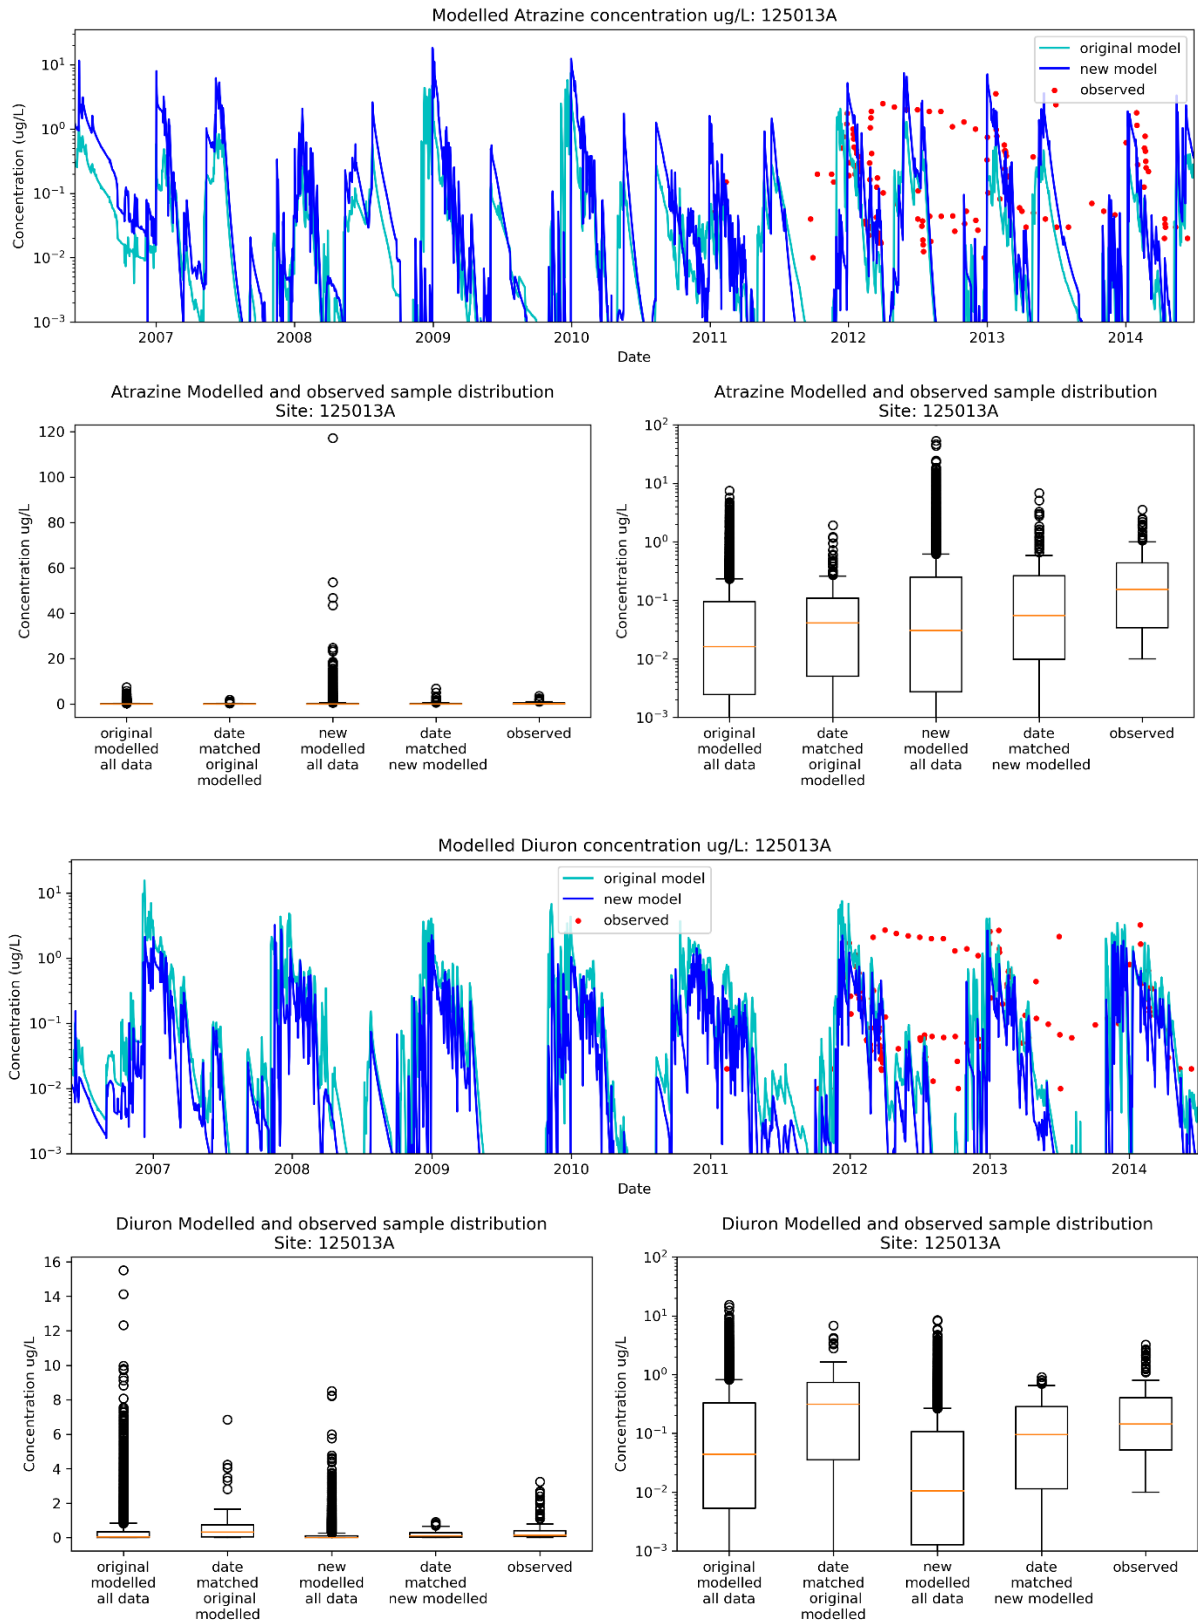 Modelled Atrazine concentration ug/L: 125013A
original model
new model
observed
Concentration (ug/L)
10^1
10^0
10^-1
10^-2
10^-3
2007 2008 2009 2010 2011 2012 2013 2014
Date
Atrazine Modelled and observed sample distribution
Site: 125013A
Concentration ug/L
120
100
80
60
40
20
0
original modelled all data
date matched original modelled
new modelled all data
date matched new modelled
observed
Atrazine Modelled and observed sample distribution
Site: 125013A
Concentration ug/L
10^2
10^1
10^0
10^-1
10^-2
10^-3
original modelled all data
date matched original modelled
new modelled all data
date matched new modelled
observed
Modelled Diuron concentration ug/L: 125013A
original model
new model
observed
Concentration (ug/L)
10^1
10^0
10^-1
10^-2
10^-3
2007 2008 2009 2010 2011 2012 2013 2014
Date
Diuron Modelled and observed sample distribution
Site: 125013A
Concentration ug/L
16
14
12
10
8
6
4
2
0
original modelled all data
date matched original modelled
new modelled all data
date matched new modelled
observed
Diuron Modelled and observed sample distribution
Site: 125013A
Concentration ug/L
10^2
10^1
10^0
10^-1
10^-2
10^-3
original modelled all data
date matched original modelled
new modelled all data
date matched new modelled
observed